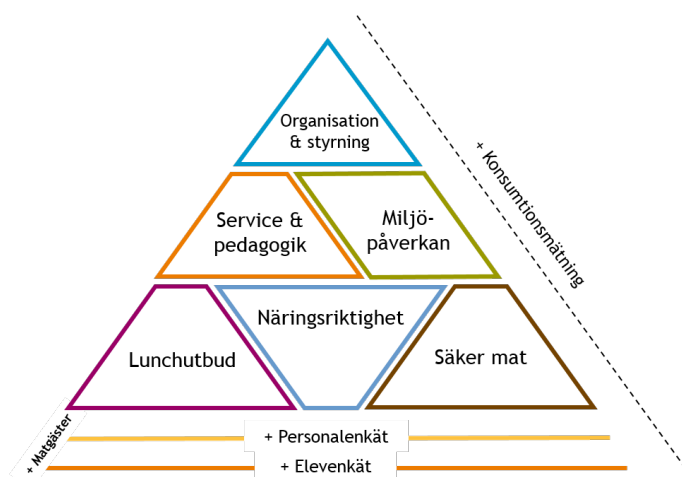 Organisation
& styrning
+ Konsumtionsmätning
Service &
pedagogik
Miljö-
påverkan
Lunchutbud
Näringsriktighet
Säker mat
+ Matgäster
+ Personalenkät
+ Elevenkät